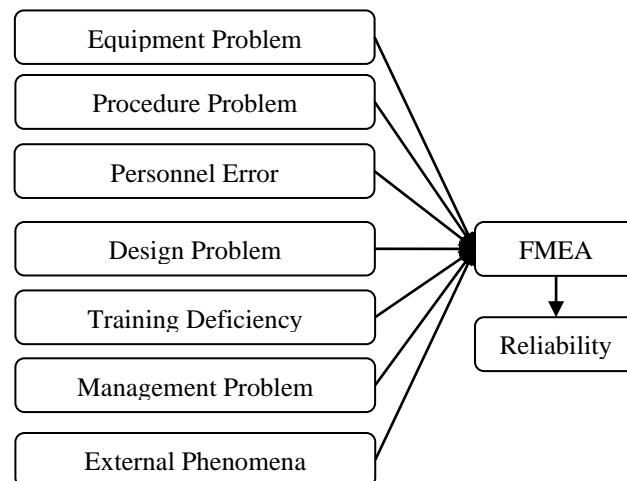 Equipment Problem
Procedure Problem
Personnel Error
Design Problem
Training Deficiency
Management Problem
External Phenomena
FMEA
Reliability